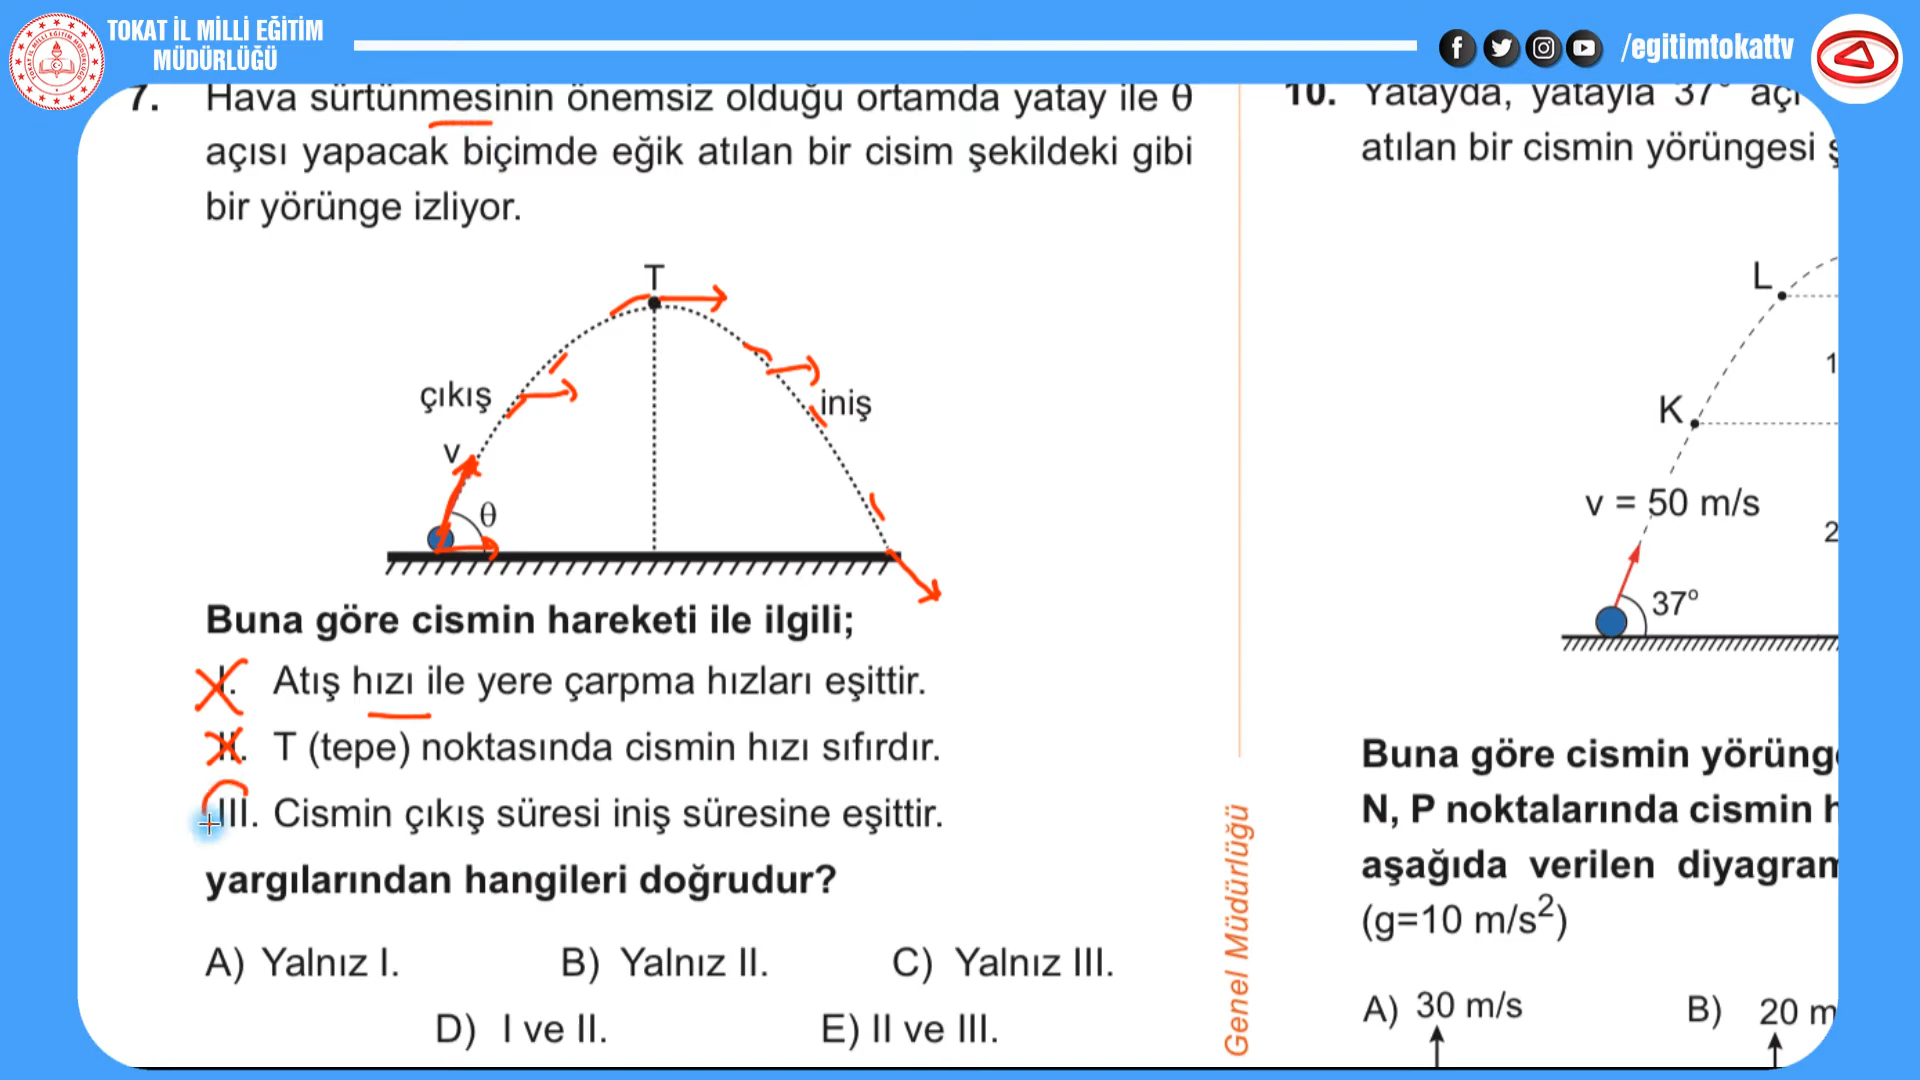 TOKAT İL MİLLİ EĞİTİM
MÜDÜRLÜĞÜ
/egitimtokattv
7. Hava sürtünmesinin önemsiz olduğu ortamda yatay ile θ
açısı yapacak biçimde eğik atılan bir cisim şekildeki gibi
bir yörünge izliyor.
T
çıkış
iniş
v
θ
Buna göre cismin hareketi ile ilgili;
I. Atış hızı ile yere çarpma hızları eşittir.
II. T (tepe) noktasında cismin hızı sıfırdır.
III. Cismin çıkış süresi iniş süresine eşittir.
yargılarından hangileri doğrudur?
A) Yalnız I.
B) Yalnız II.
C) Yalnız III.
D) I ve II.
E) II ve III.
Genel Müdürlüğü
10. Yatayda, yatayla 37° açı
atılan bir cismin yörüngesi ş
L
1
K
v = 50 m/s
2
37°
Buna göre cismin yörüng
N, P noktalarında cismin h
aşağıda verilen diyagram
(g=10 m/s²)
A) 30 m/s
B) 20 m